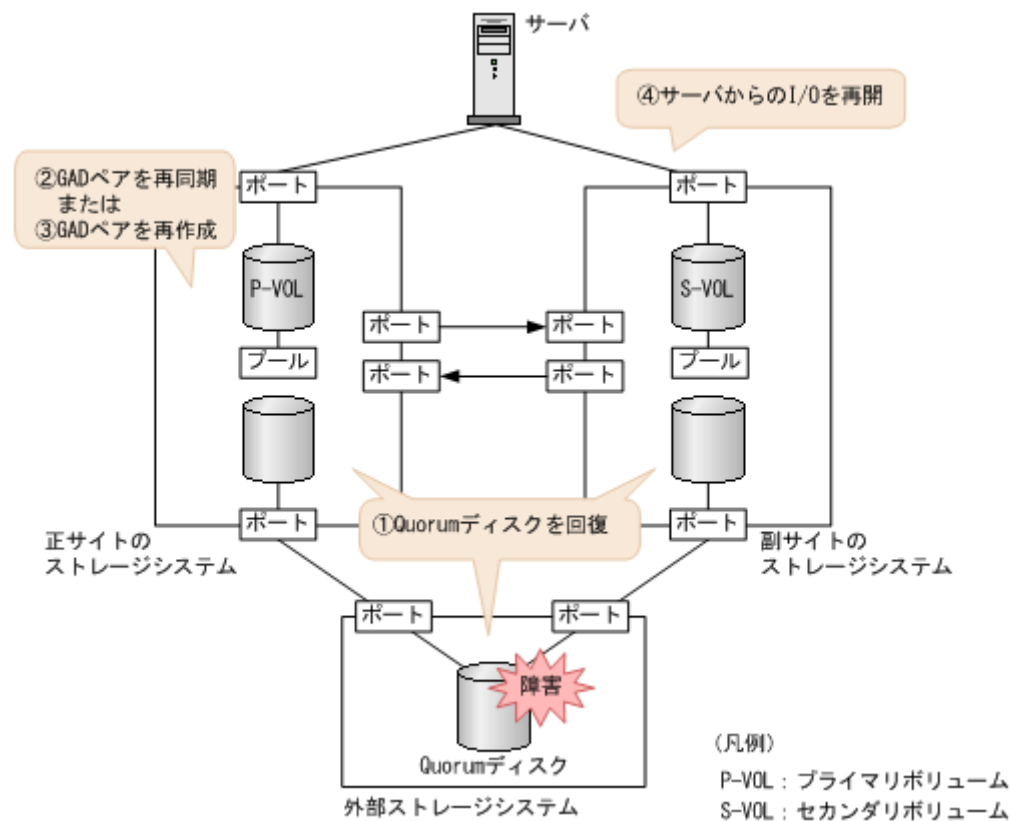 サーバ
④サーバからのI/Oを再開
②GADペアを再同期
または
③GADペアを再作成
ポート
ポート
P-VOL
S-VOL
ポート
ポート
プール
プール
ポート
ポート
①Quorumディスクを回復
ポート
ポート
正サイトの
ストレージシステム
副サイトの
ストレージシステム
ポート
ポート
障害
Quorumディスク
外部ストレージシステム
(凡例)
P-VOL:プライマリボリューム
S-VOL:セカンダリボリューム